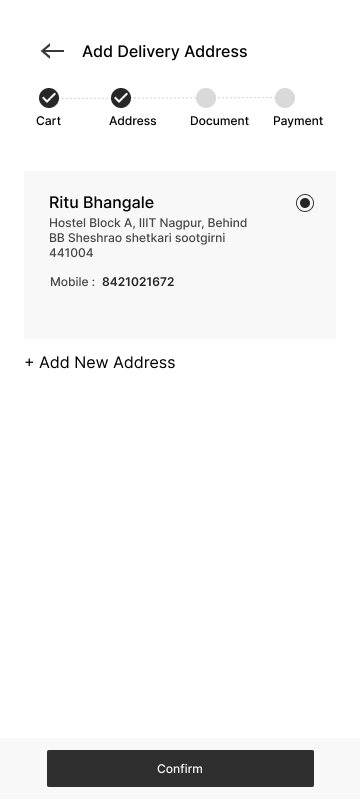 Add Delivery Address
Cart Address Document Payment
Ritu Bhangale
Hostel Block A, IIIT Nagpur, Behind
BB Sheshrao shetkari sootgirni
441004
Mobile : 8421021672
+ Add New Address
Confirm